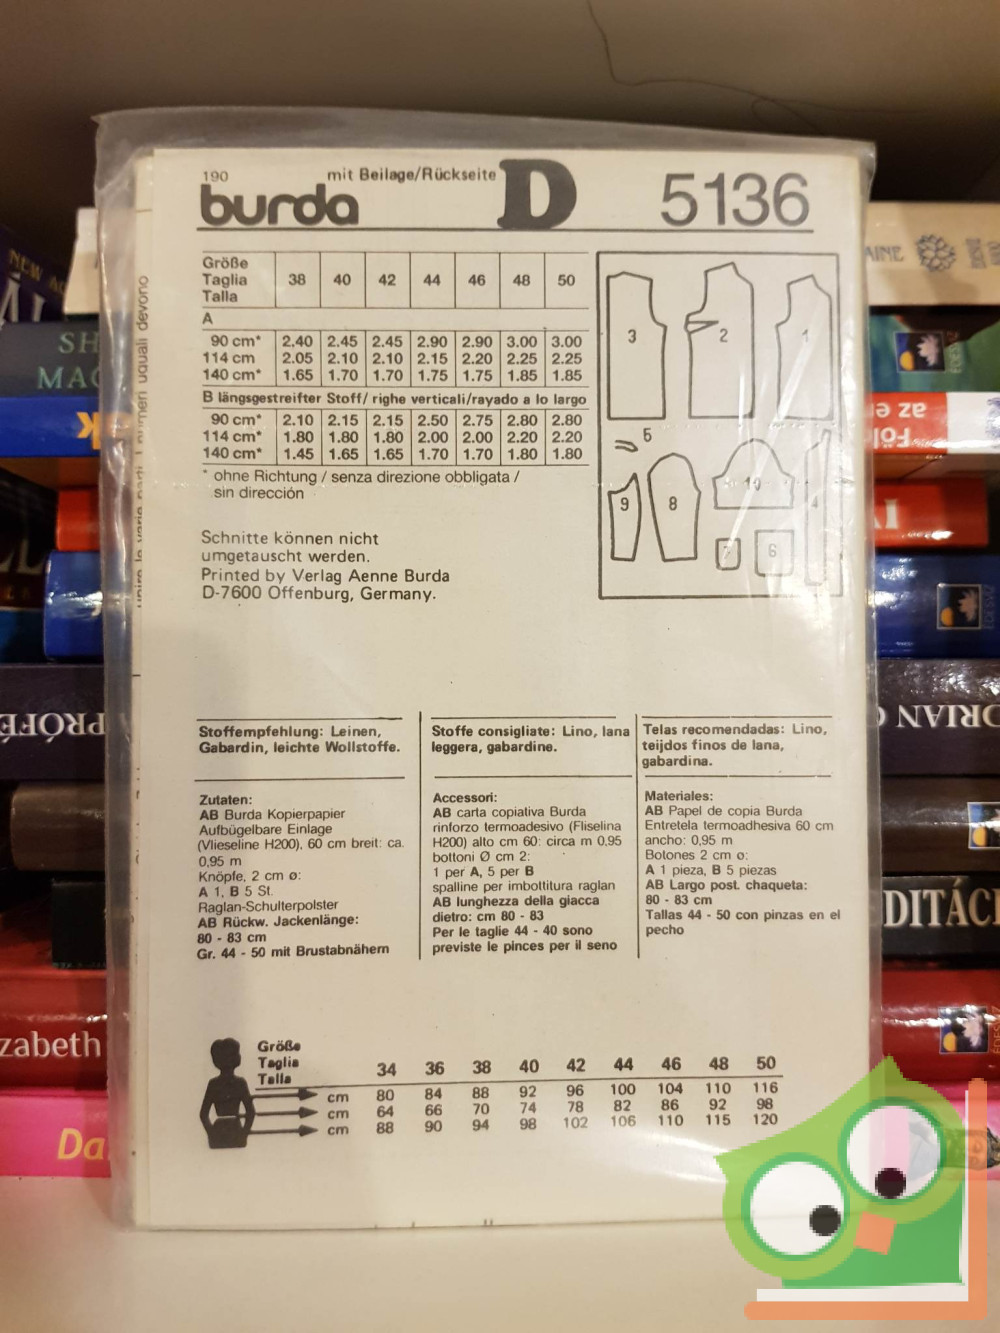 190
mit Beilage/Rückseite
burda
D
5136
Größe
Taglia
Talla
38 40 42 44 46 48 50
A
90 cm* 2.40 2.45 2.45 2.90 2.90 3.00 3.00
114 cm 2.05 2.10 2.10 2.15 2.20 2.25 2.25
140 cm* 1.65 1.70 1.70 1.75 1.75 1.85 1.85
B längsgestreifter Stoff/ righe verticali/rayado a lo largo
90 cm* 2.10 2.15 2.15 2.50 2.75 2.80 2.80
114 cm* 1.80 1.80 1.80 2.00 2.00 2.20 2.20
140 cm* 1.45 1.65 1.65 1.70 1.70 1.80 1.80
* ohne Richtung / senza direzione obbligata /
sin dirección
3 2 1
5
9 8 10 4
7 6
Schnitte können nicht
umgetauscht werden.
Printed by Verlag Aenne Burda
D-7600 Offenburg, Germany.
Stoffempfehlung: Leinen,
Gabardin, leichte Wollstoffe.
Zutaten:
AB Burda Kopierpapier
Aufbügelbare Einlage
(Vlieseline H200), 60 cm breit: ca.
0,95 m
Knöpfe, 2 cm ø:
A 1, B 5 St.
Raglan-Schulterpolster
AB Rückw. Jackenlänge:
80 - 83 cm
Gr. 44 - 50 mit Brustabnähern
Stoffe consigliate: Lino, lana
leggera, gabardine.
Accessori:
AB carta copiativa Burda
rinforzo termoadesivo (Fliselina
H200) alto cm 60: circa m 0,95
bottoni Ø cm 2:
1 per A, 5 per B
spalline per imbottitura raglan
AB lunghezza della giacca
dietro: cm 80 - 83
Per le taglie 44 - 40 sono
previste le pinces per il seno
Telas recomendadas: Lino,
teijdos finos de lana,
gabardina.
Materiales:
AB Papel de copia Burda
Entretela termoadhesiva 60 cm
ancho: 0,95 m
Botones 2 cm ø:
A 1 pieza, B 5 piezas
AB Largo post. chaqueta:
80 - 83 cm
Tallas 44 - 50 con pinzas en el
pecho
Größe
Taglia
Talla
34 36 38 40 42 44 46 48 50
cm 80 84 88 92 96 100 104 110 116
cm 64 66 70 74 78 82 86 92 98
cm 88 90 94 98 102 106 110 115 120